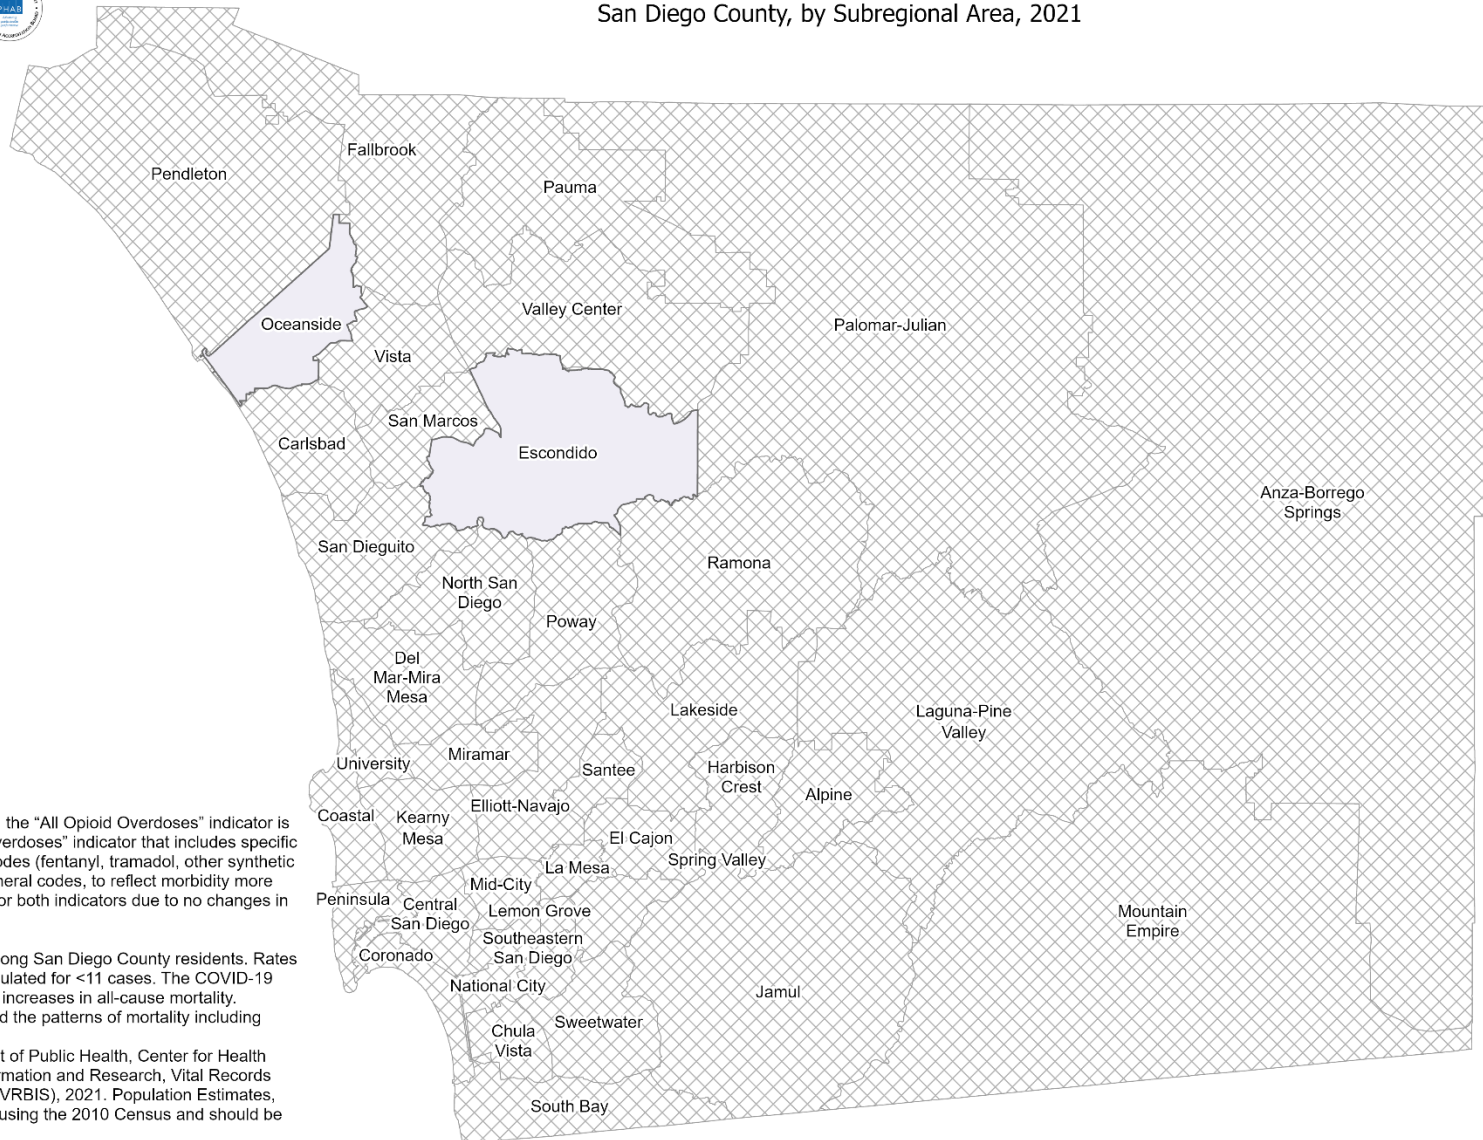 PHAB
San Diego County, by Subregional Area, 2021
Pendleton
Fallbrook
Pauma
Oceanside
Valley Center
Palomar-Julian
Vista
San Marcos
Carlsbad
Escondido
Anza-Borrego
Springs
San Dieguito
Ramona
North San
Diego
Poway
Del
Mar-Mira
Mesa
Lakeside
Laguna-Pine
Valley
Miramar
University
Santee
Harbison
Crest
Alpine
Coastal
Kearny
Mesa
Elliott-Navajo
El Cajon
Spring Valley
La Mesa
Mid-City
Peninsula
Central
San Diego
Lemon Grove
Mountain
Empire
Southeastern
San Diego
Coronado
National City
Jamul
Sweetwater
Chula
Vista
South Bay
the “All Opioid Overdoses” indicator is
verdoses” indicator that includes specific
odes (fentanyl, tramadol, other synthetic
neral codes, to reflect morbidity more
or both indicators due to no changes in
ong San Diego County residents. Rates
ulated for <11 cases. The COVID-19
increases in all-cause mortality.
d the patterns of mortality including
t of Public Health, Center for Health
rmation and Research, Vital Records
VRBIS), 2021. Population Estimates,
using the 2010 Census and should be